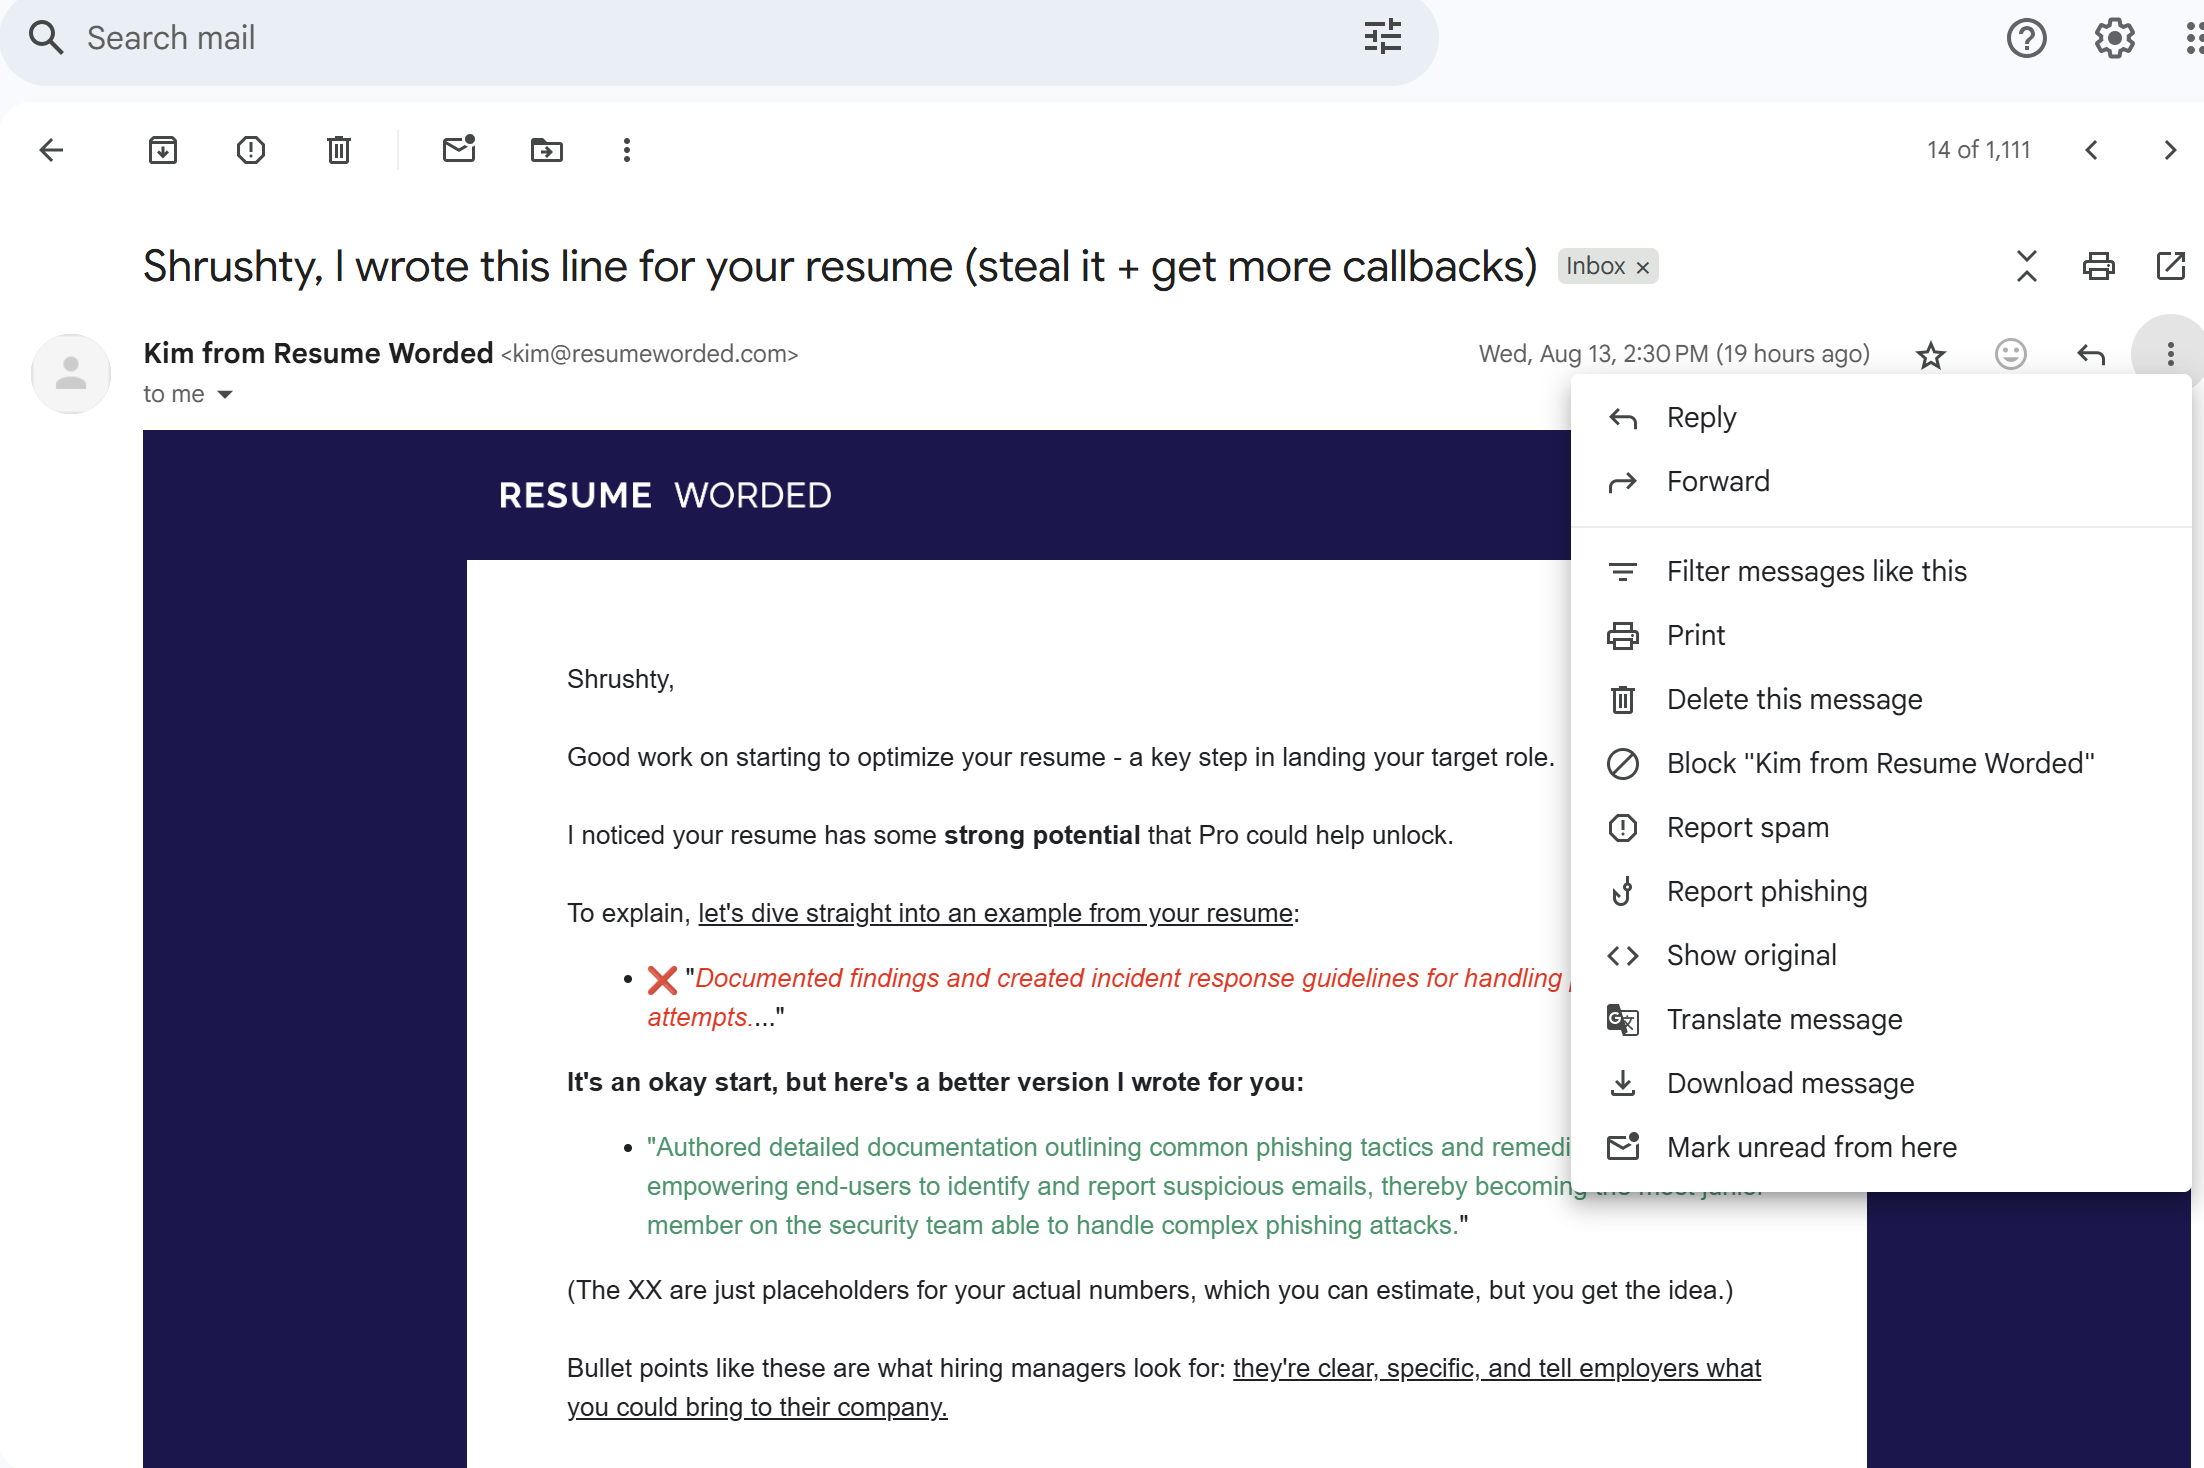 Search mail
14 of 1,111
Shrushty, I wrote this line for your resume (steal it + get more callbacks) Inbox ×
Kim from Resume Worded <kim@resumeworded.com> Wed, Aug 13, 2:30 PM (19 hours ago)
to me
RESUME WORDED
Shrushty,
Good work on starting to optimize your resume - a key step in landing your target role.
I noticed your resume has some strong potential that Pro could help unlock.
To explain, let's dive straight into an example from your resume:
• ❌ "Documented findings and created incident response guidelines for handling
attempts...."
It's an okay start, but here's a better version I wrote for you:
• "Authored detailed documentation outlining common phishing tactics and
empowering end-users to identify and report suspicious emails, thereby becoming
member on the security team able to handle complex phishing attacks."
(The XX are just placeholders for your actual numbers, which you can estimate, but you get the idea.)
Bullet points like these are what hiring managers look for: they're clear, specific, and tell employers what
you could bring to their company.
Reply
Forward
Filter messages like this
Print
Delete this message
Block "Kim from Resume Worded"
Report spam
Report phishing
Show original
Translate message
Download message
Mark unread from here